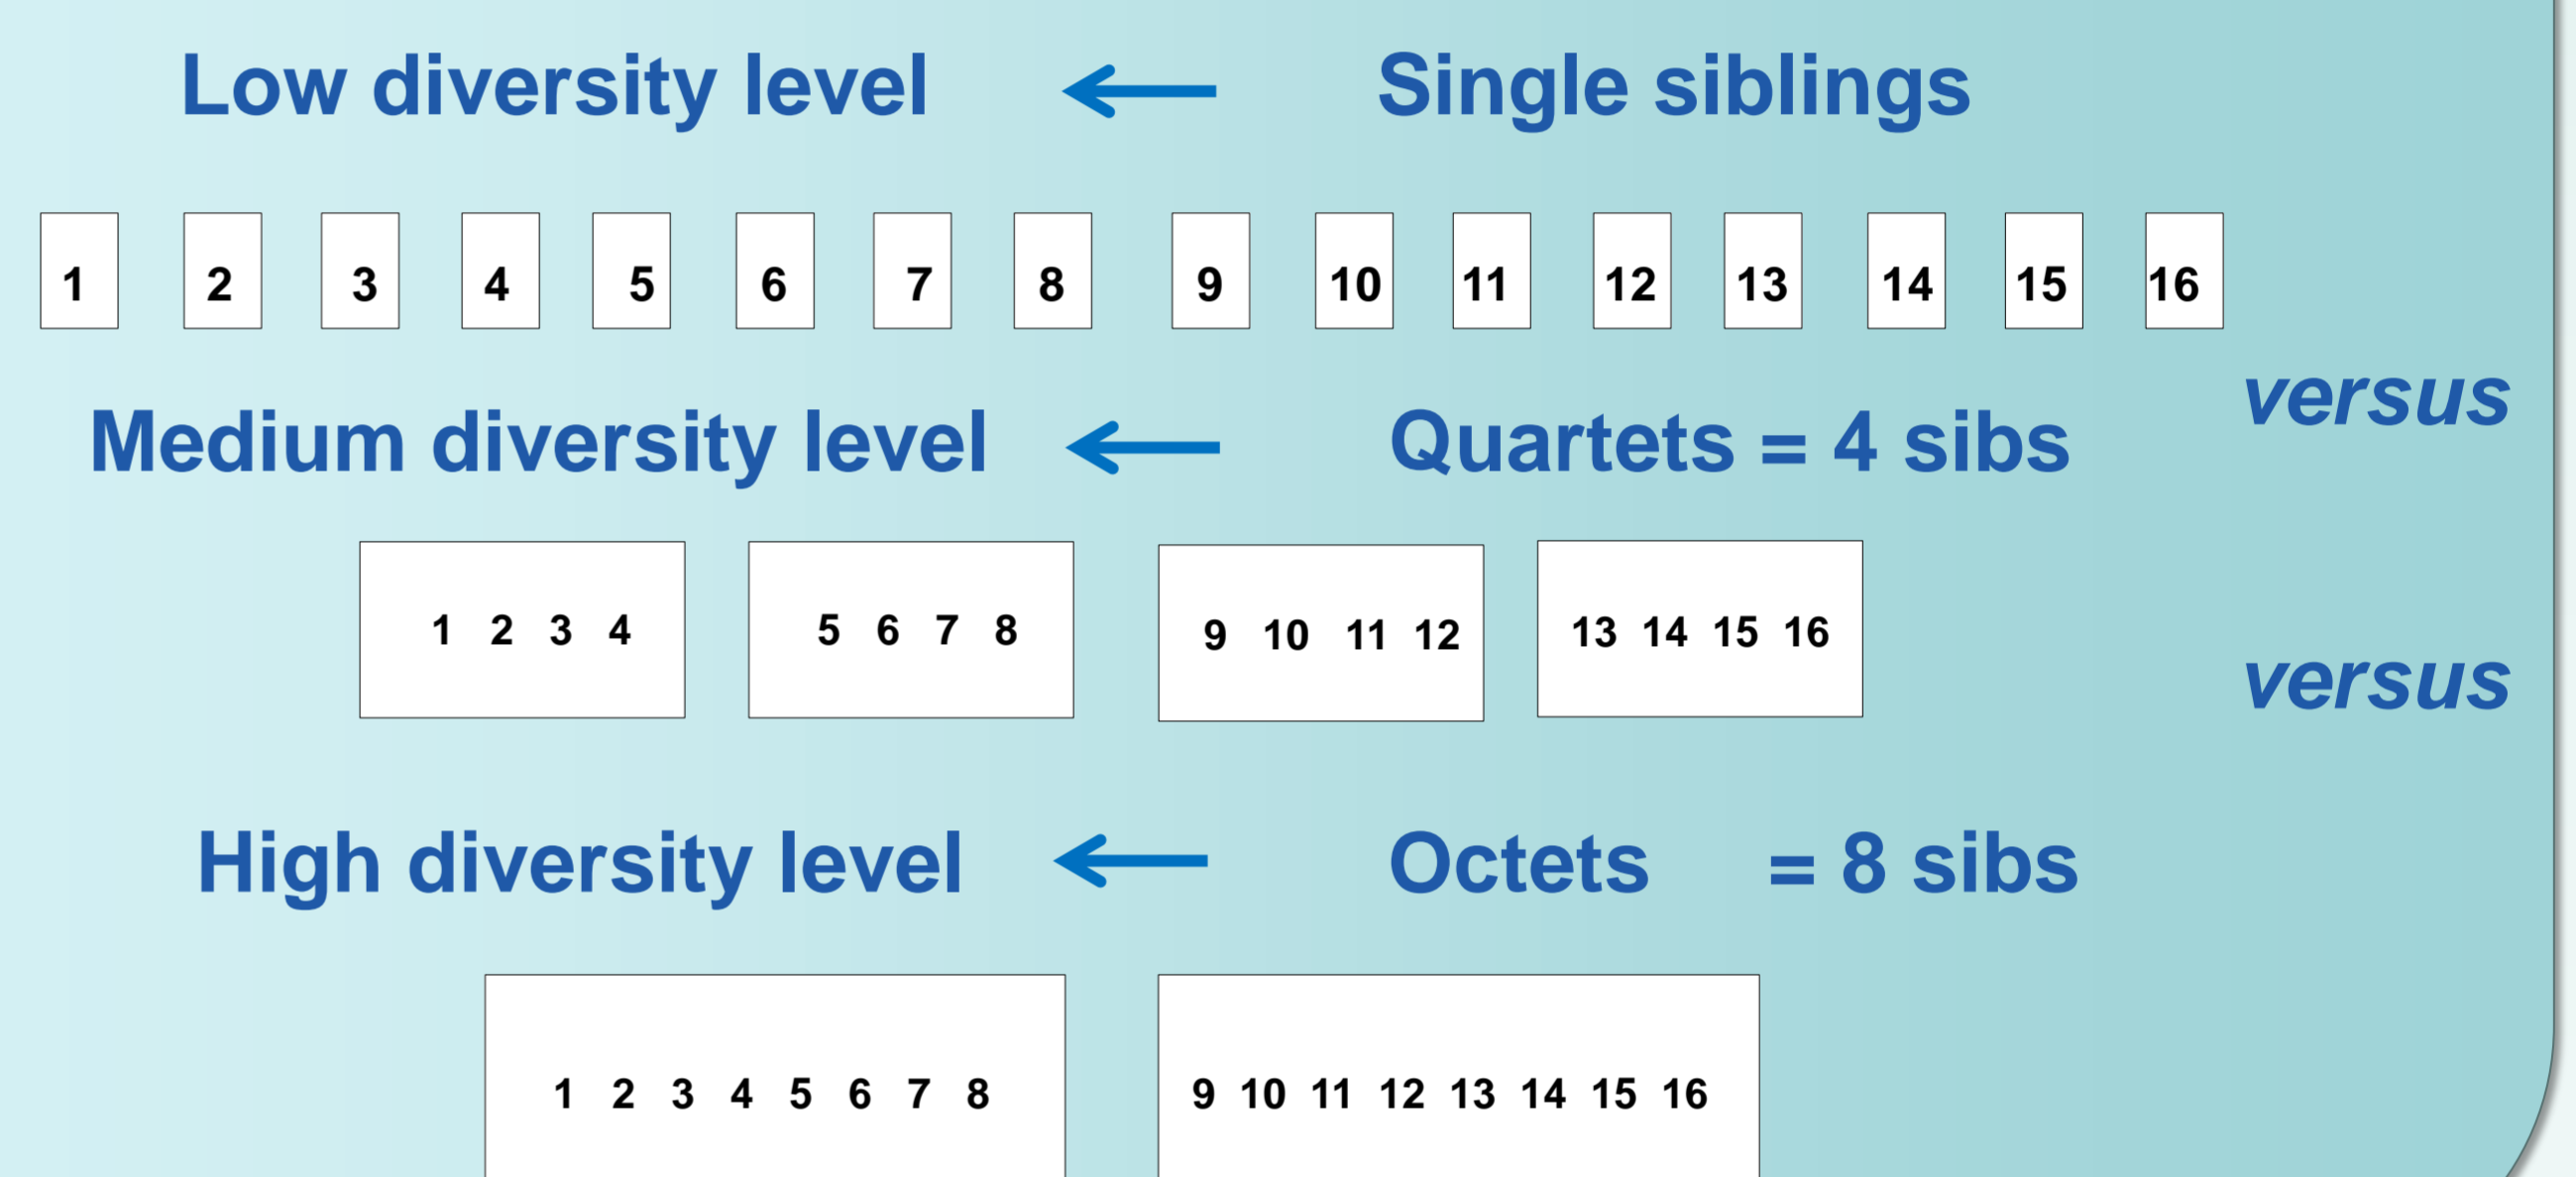 Low diversity level Single siblings
1 2 3 4 5 6 7 8 9 10 11 12 13 14 15 16
versus
Medium diversity level Quartets = 4 sibs
1 2 3 4 5 6 7 8 9 10 11 12 13 14 15 16
versus
High diversity level Octets = 8 sibs
1 2 3 4 5 6 7 8 9 10 11 12 13 14 15 16